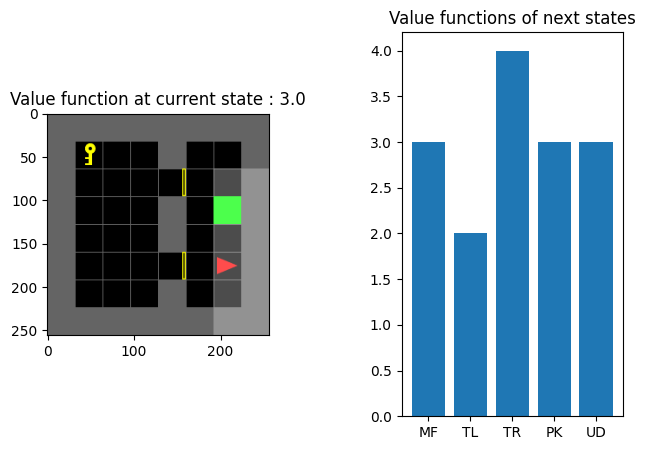 Value functions of next states
Value function at current state : 3.0
0
50
100
150
200
250
0
100
200
4.0
3.5
3.0
2.5
2.0
1.5
1.0
0.5
0.0
MF
TL
TR
PK
UD